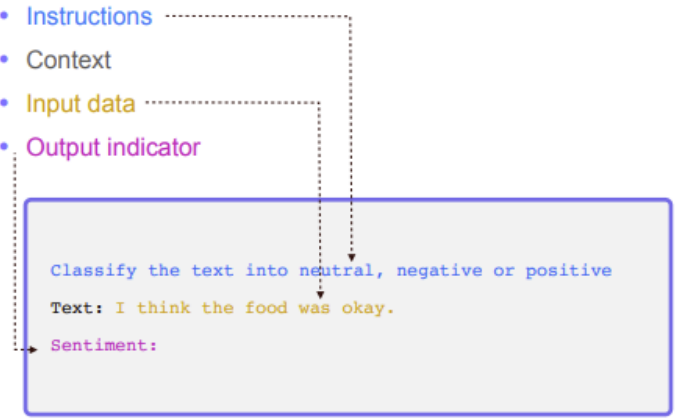 Instructions
Context
Input data
Output indicator
Classify the text into neutral, negative or positive
Text: I think the food was okay.
Sentiment: